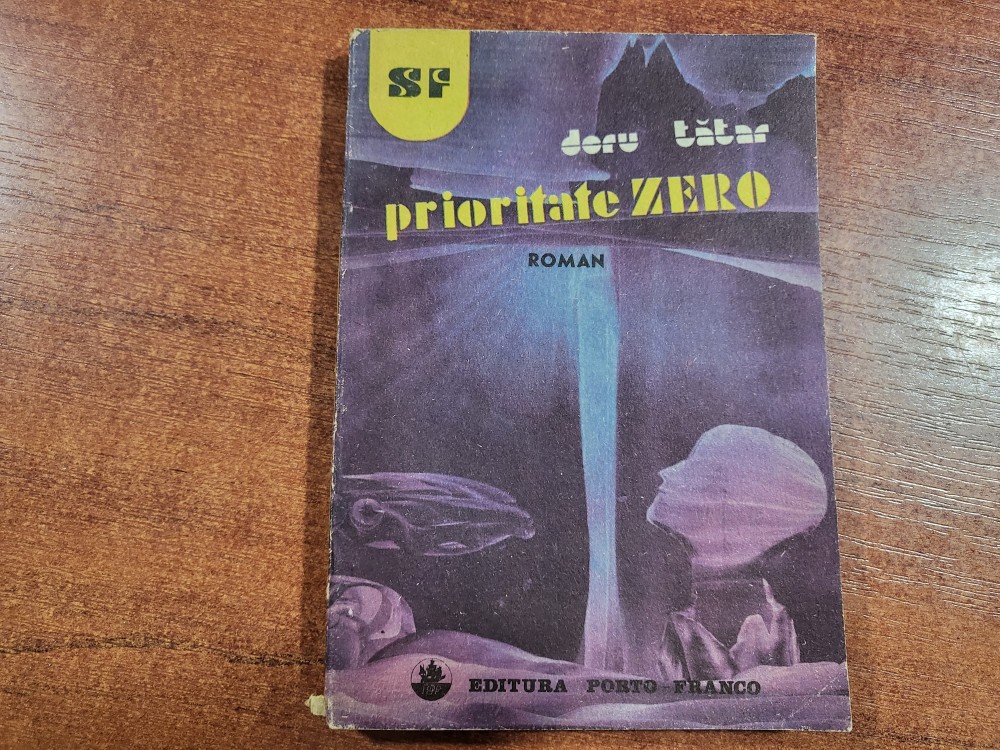 SF
doru tătar
prioritate ZERO
ROMAN
EDITURA PORTO-FRANCO